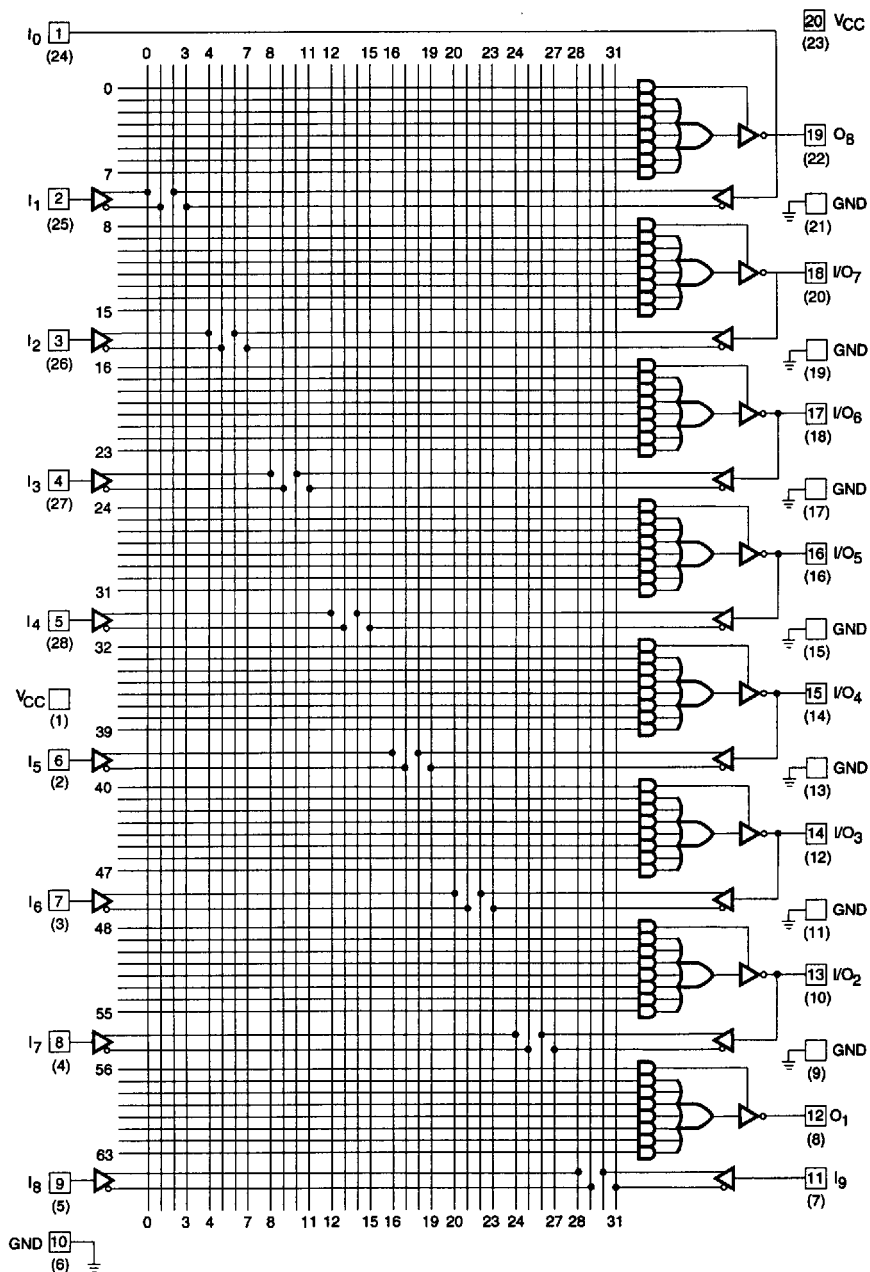 I0 1 20 VCC
(24) 0 3 4 7 8 11 12 15 16 19 20 23 24 27 28 31 (23)
0
19 O8
(22)
7
I1 2 GND
(25) 8 (21)
18 I/O7
(20)
15
I2 3 GND
(26) 16 (19)
17 I/O6
(18)
23
I3 4 GND
(27) 24 (17)
16 I/O5
(16)
31
I4 5 GND
(28) 32 (15)
VCC 15 I/O4
(1) (14)
39
I5 6 GND
(2) 40 (13)
14 I/O3
(12)
47
I6 7 GND
(3) 48 (11)
13 I/O2
(10)
55
I7 8 GND
(4) 56 (9)
12 O1
(8)
63
I8 9 11 I9
(5) (7)
0 3 4 7 8 11 12 15 16 19 20 23 24 27 28 31
GND 10
(6)